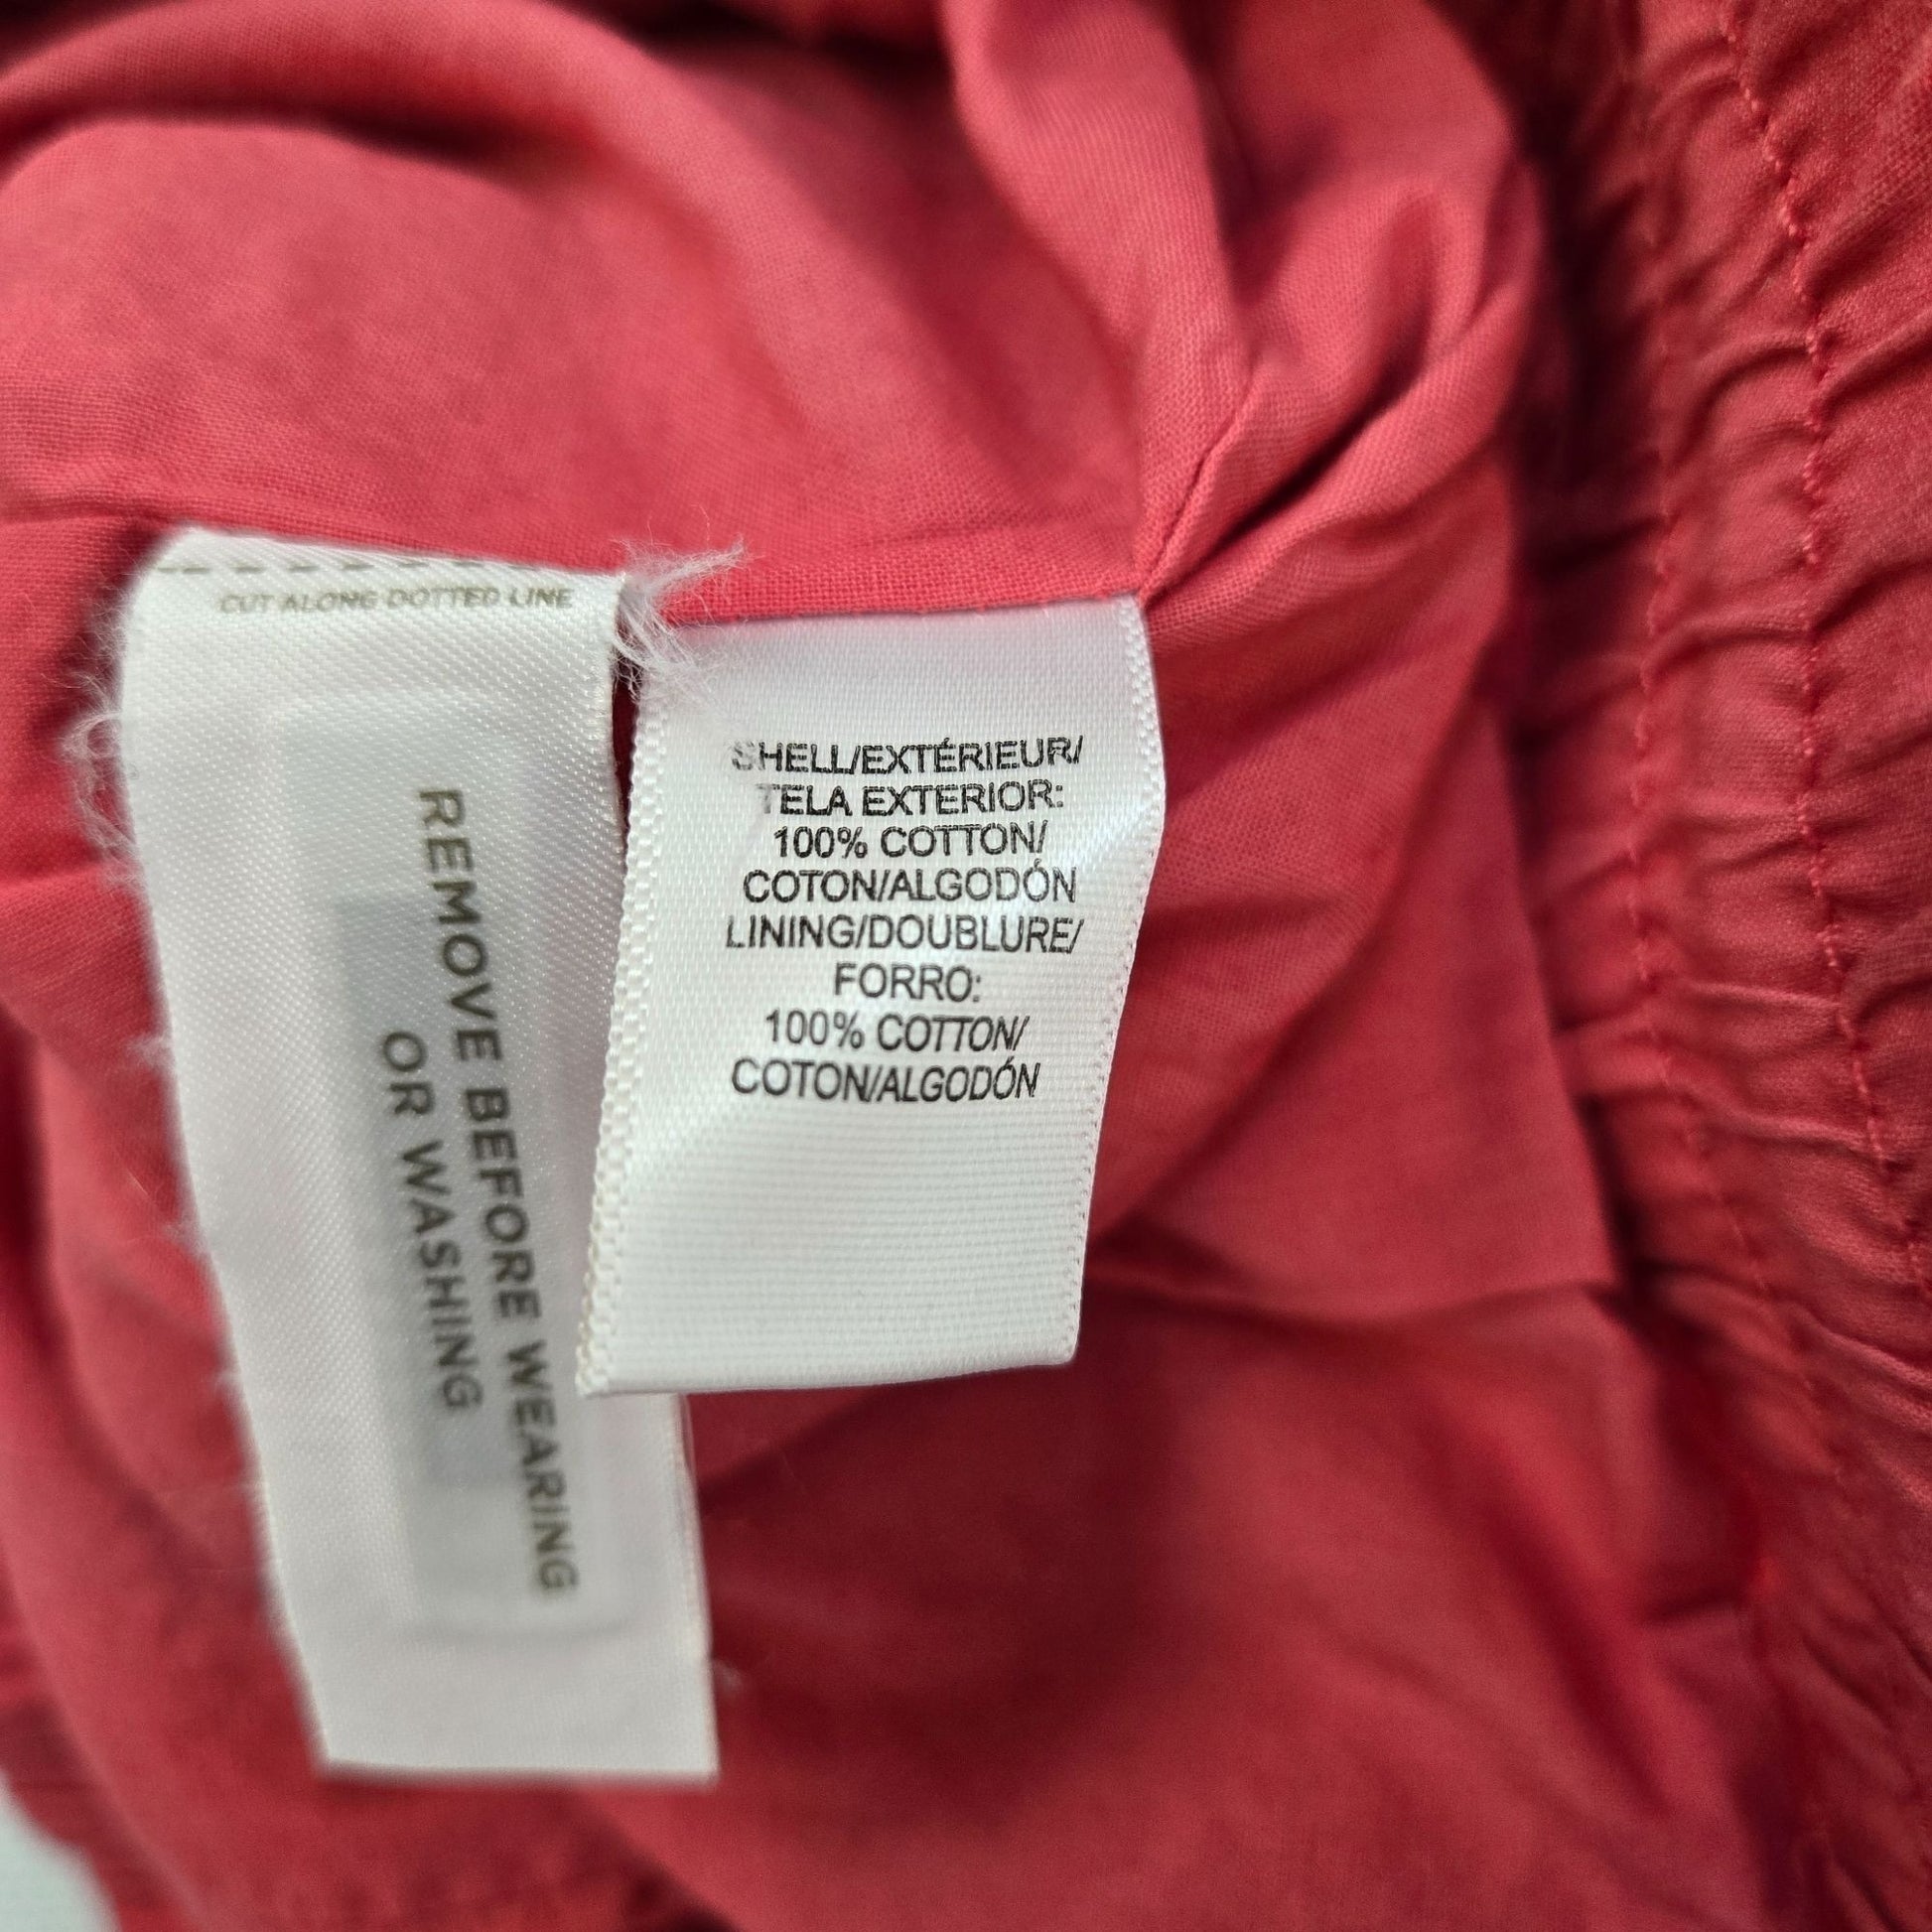 CUT ALONG DOTTED LINE
REMOVE BEFORE WEARING
OR WASHING
SHELL/EXTÉRIEUR/
TELA EXTERIOR:
100% COTTON/
COTON/ALGODÓN
LINING/DOUBLURE/
FORRO:
100% COTTON/
COTON/ALGODÓN